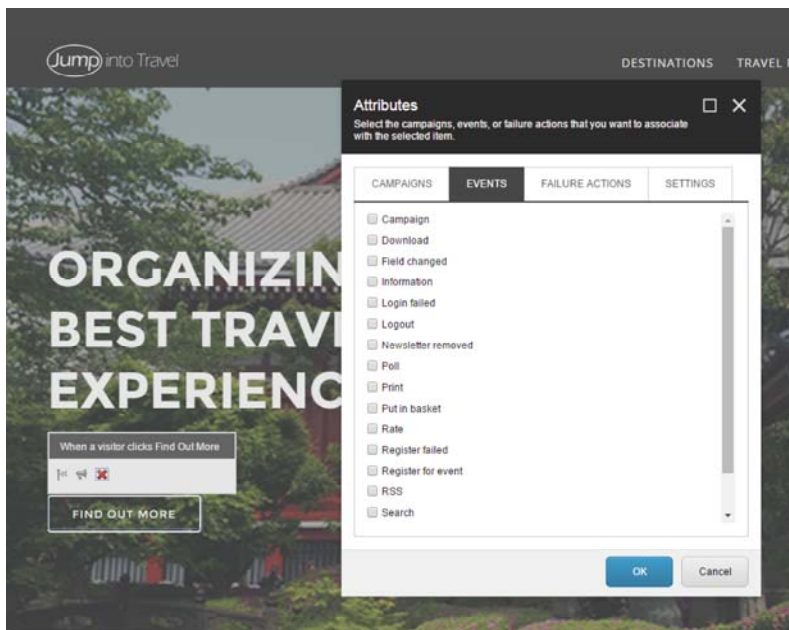 Jump into Travel
DESTINATIONS TRAVEL
Attributes
Select the campaigns, events, or failure actions that you want to associate
with the selected item.
CAMPAIGNS EVENTS FAILURE ACTIONS SETTINGS
Campaign
Download
Field changed
Information
Login failed
Logout
Newsletter removed
Poll
Print
Put in basket
Rate
Register failed
Register for event
RSS
Search
OK Cancel
ORGANIZIN
BEST TRAV
EXPERIENC
When a visitor clicks Find Out More
FIND OUT MORE